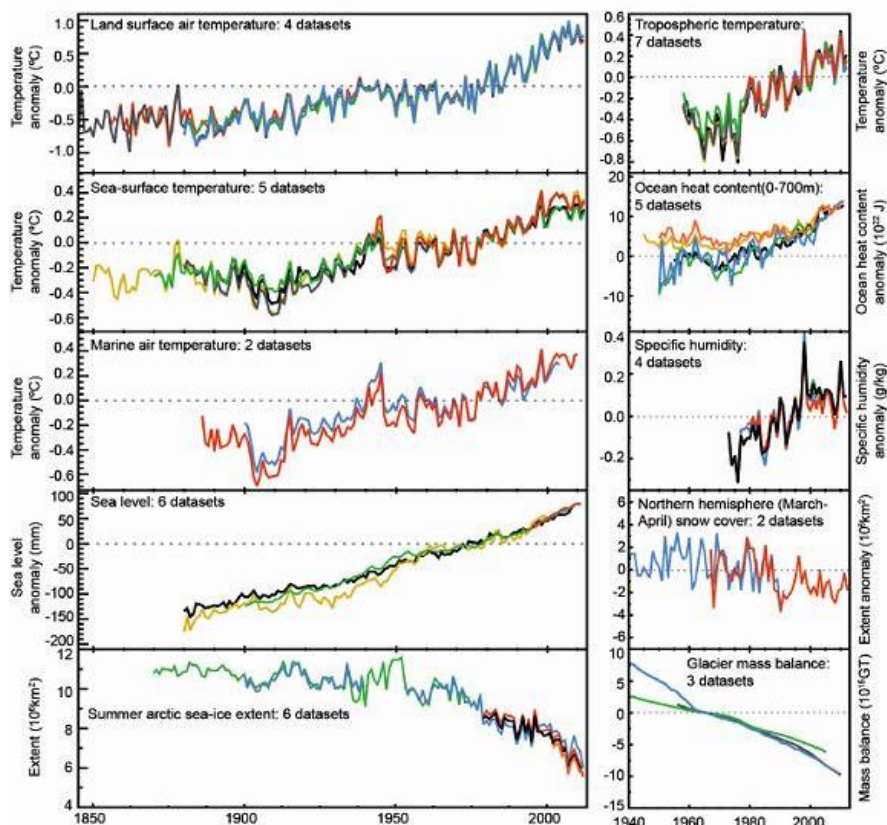 Land surface air temperature: 4 datasets
1.0
0.5
0.0
-0.5
-1.0
Temperature
anomaly (ºC)
Tropospheric temperature:
7 datasets
0.6
0.4
0.2
0.0
-0.2
-0.4
-0.6
-0.8
Temperature
anomaly (ºC)
Sea-surface temperature: 5 datasets
0.4
0.2
0.0
-0.2
-0.4
-0.6
Temperature
anomaly (ºC)
Ocean heat content(0-700m):
5 datasets
20
10
0
-10
Ocean heat content
anomaly (10²² J)
Marine air temperature: 2 datasets
0.4
0.2
0.0
-0.2
-0.4
-0.6
Temperature
anomaly (ºC)
Specific humidity:
4 datasets
0.4
0.2
0.0
-0.2
Specific humidity
anomaly (g/kg)
Sea level: 6 datasets
100
50
0
-50
-100
-150
-200
Sea level
anomaly (mm)
Northern hemisphere (March-
April) snow cover: 2 datasets
6
4
2
0
-2
-4
-6
Extent anomaly (10⁶km²)
Summer arctic sea-ice extent: 6 datasets
12
10
8
6
4
Extent (10⁶km²)
1850
1900
1950
2000
Glacier mass balance:
3 datasets
10
5
0
-5
-10
-15
Mass balance (10¹⁶GT)
1940
1960
1980
2000